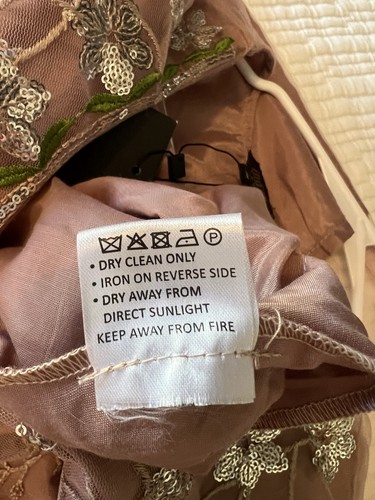 P
• DRY CLEAN ONLY
• IRON ON REVERSE SIDE
• DRY AWAY FROM
DIRECT SUNLIGHT
KEEP AWAY FROM FIRE